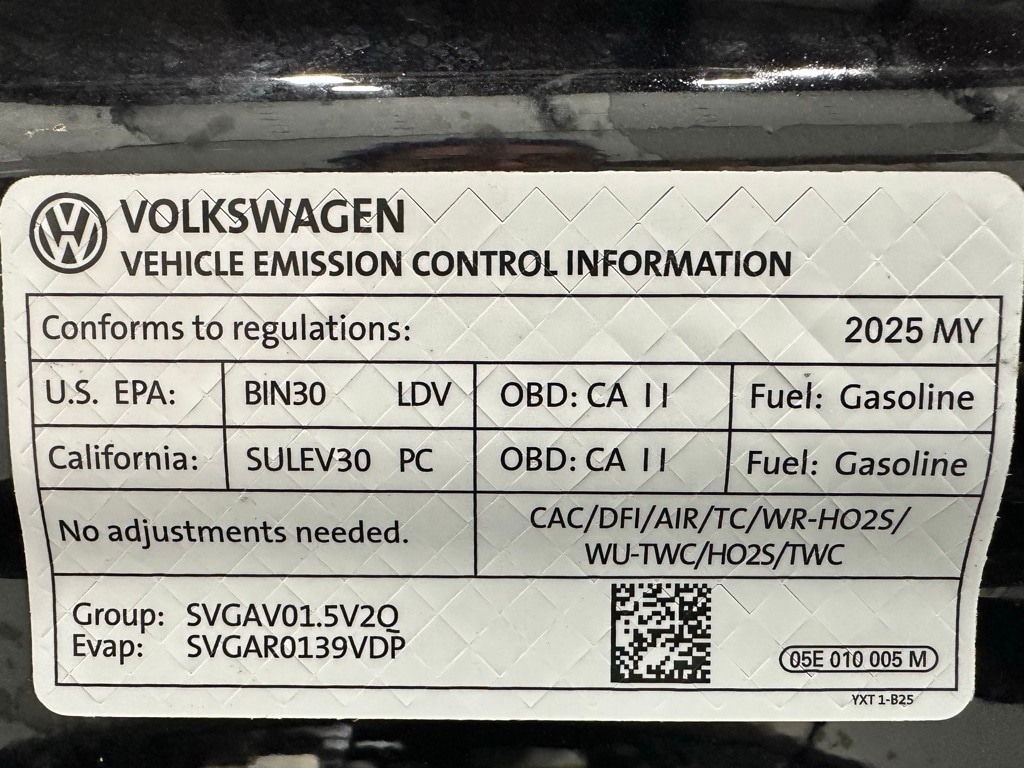 VOLKSWAGEN
VEHICLE EMISSION CONTROL INFORMATION
Conforms to regulations: 2025 MY
U.S. EPA: BIN30 LDV OBD: CA II Fuel: Gasoline
California: SULEV30 PC OBD: CA II Fuel: Gasoline
No adjustments needed.
CAC/DFI/AIR/TC/WR-HO2S/
WU-TWC/HO2S/TWC
Group: SVGAV01.5V2Q
Evap: SVGAR0139VDP
05E 010 005 M
YXT 1-B25